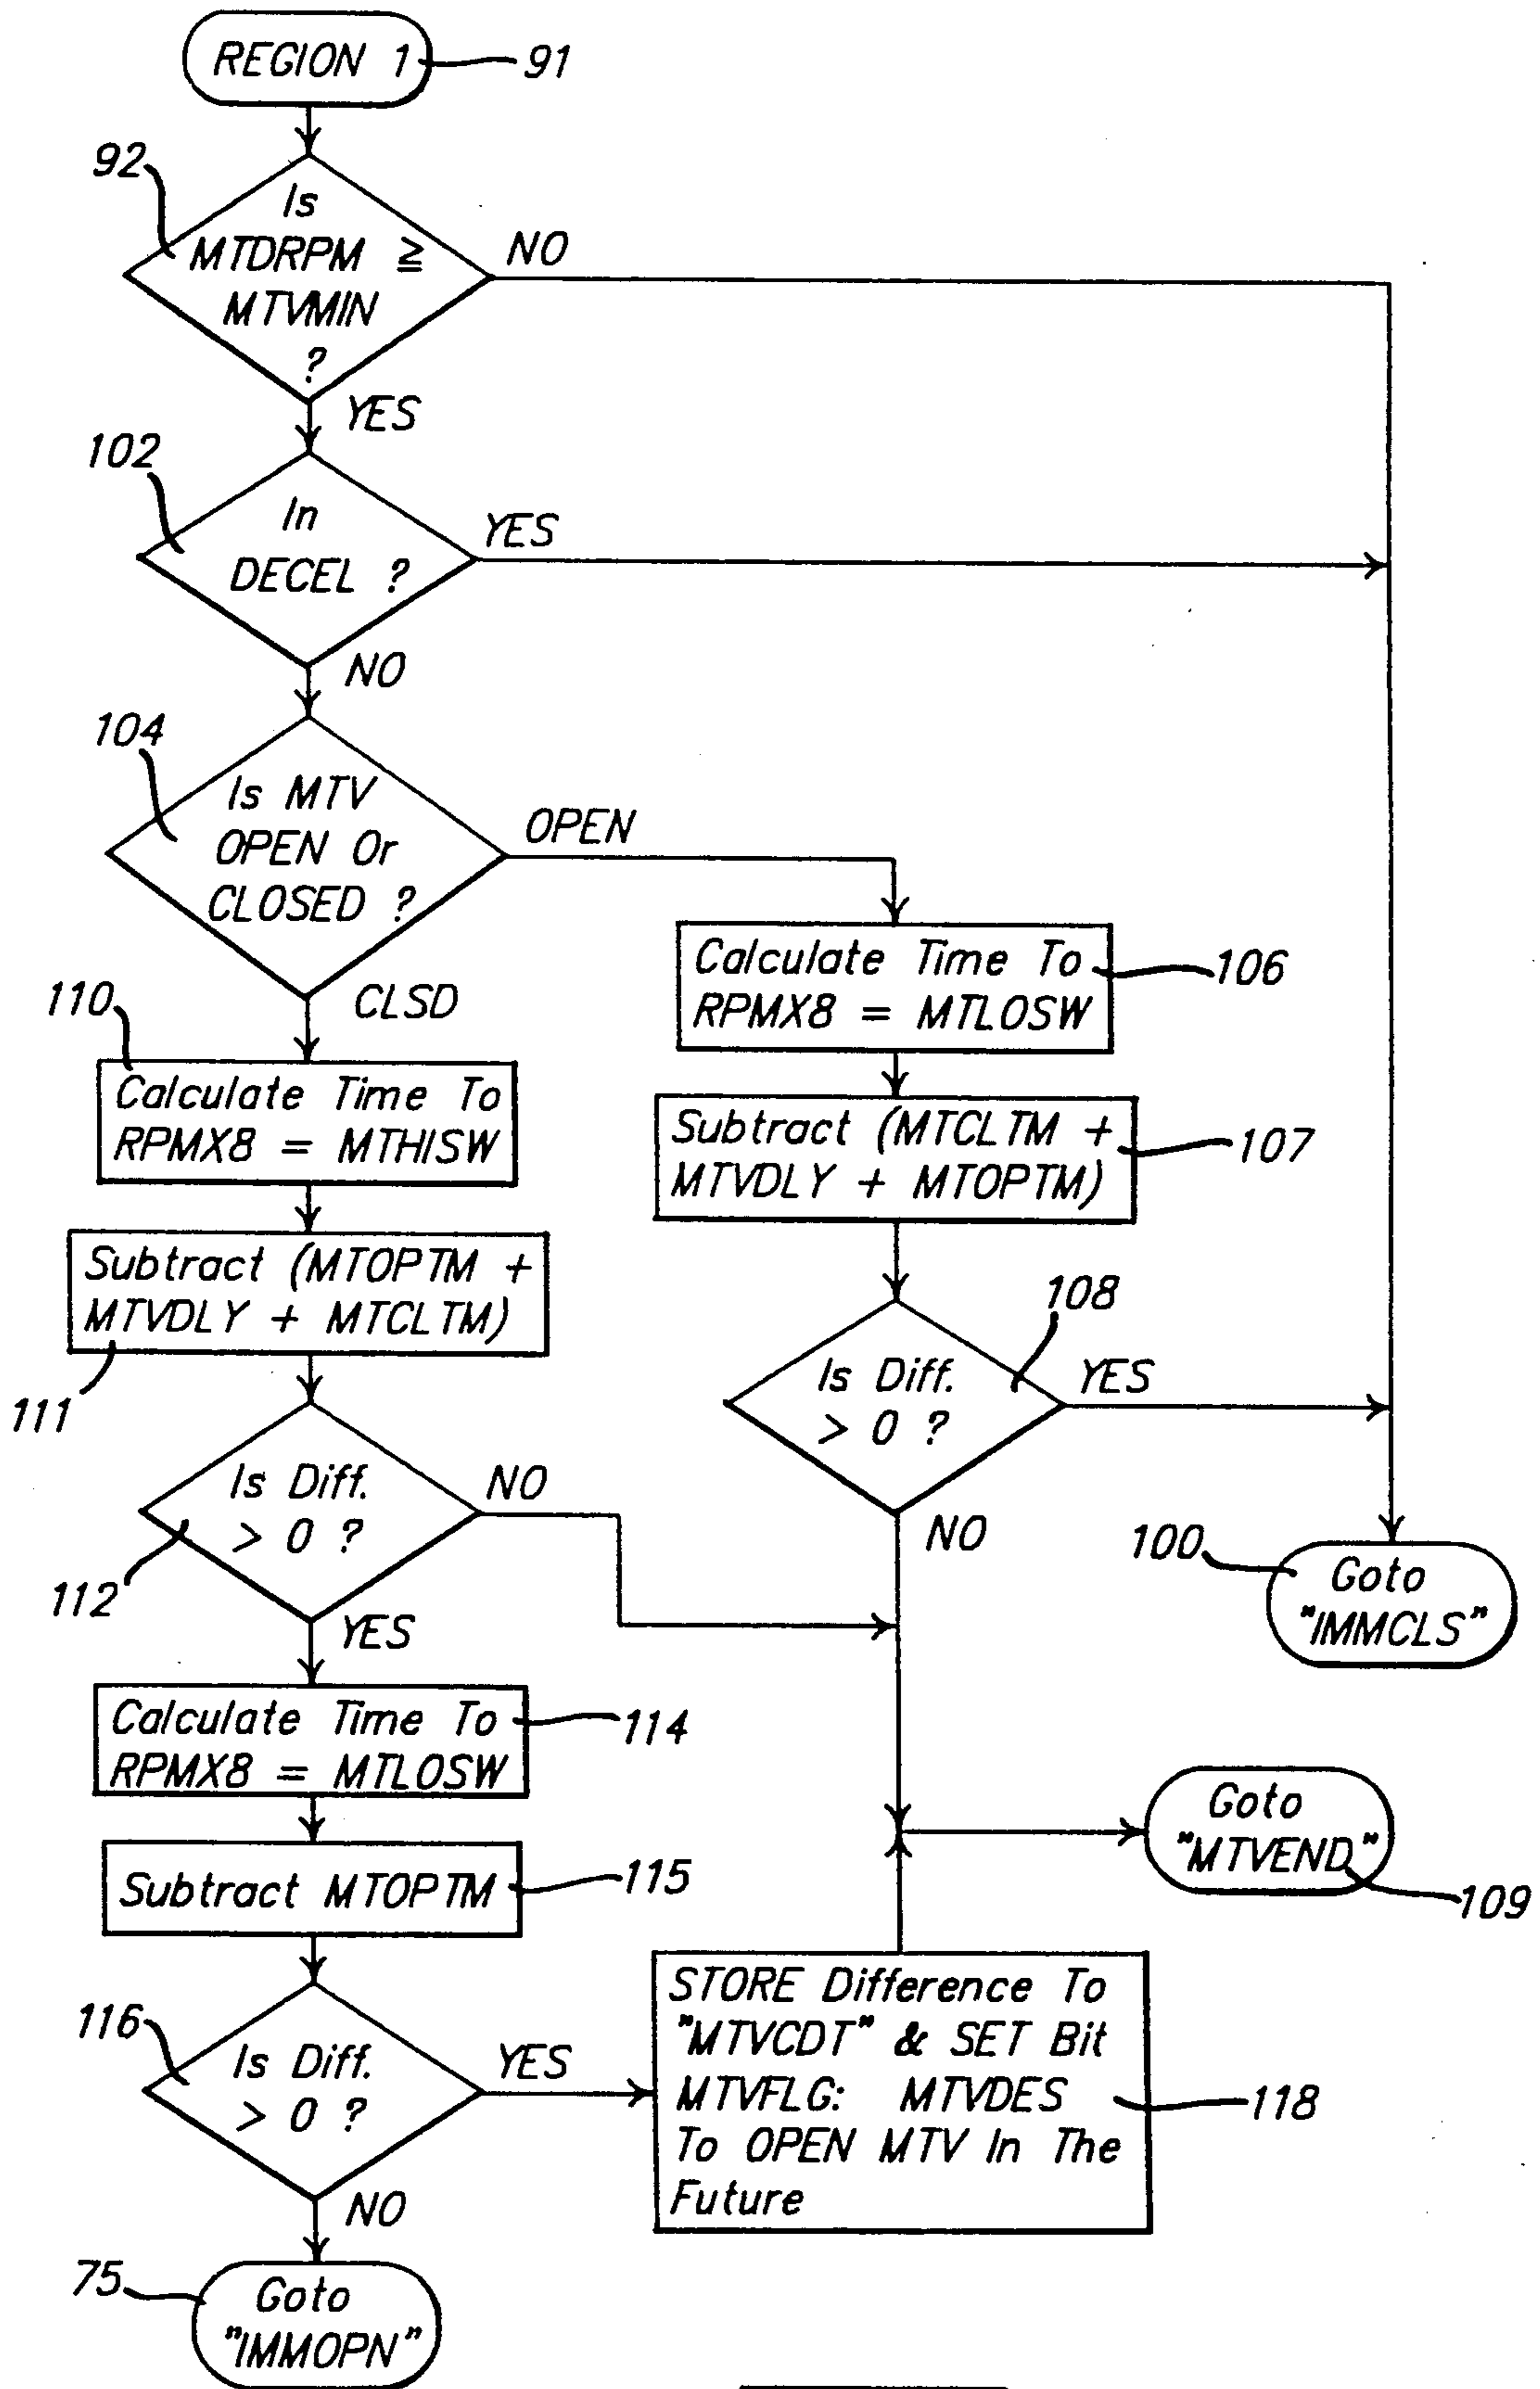 REGION 1
91
92
Is
MTDRPM ≧
MTVMIN
?
NO
YES
102
In
DECEL ?
YES
NO
104
Is MTV
OPEN Or
CLOSED ?
OPEN
CLSD
Calculate Time To
RPMX8 = MTLOSW
106
110
Calculate Time To
RPMX8 = MTHISW
Subtract (MTCLTM +
MTVDLY + MTOPTM)
107
Subtract (MTOPTM +
MTVDLY + MTCLTM)
111
108
Is Diff.
> 0 ?
YES
NO
Is Diff.
> 0 ?
NO
112
YES
100
Goto
"IMMCLS"
Calculate Time To
RPMX8 = MTLOSW
114
Goto
"MTVEND"
109
Subtract MTOPTM
115
116
Is Diff.
> 0 ?
YES
NO
STORE Difference To
"MTVCDT" & SET Bit
MTVFLG: MTVDES
To OPEN MTV In The
Future
118
75
Goto
"IMMOPN"